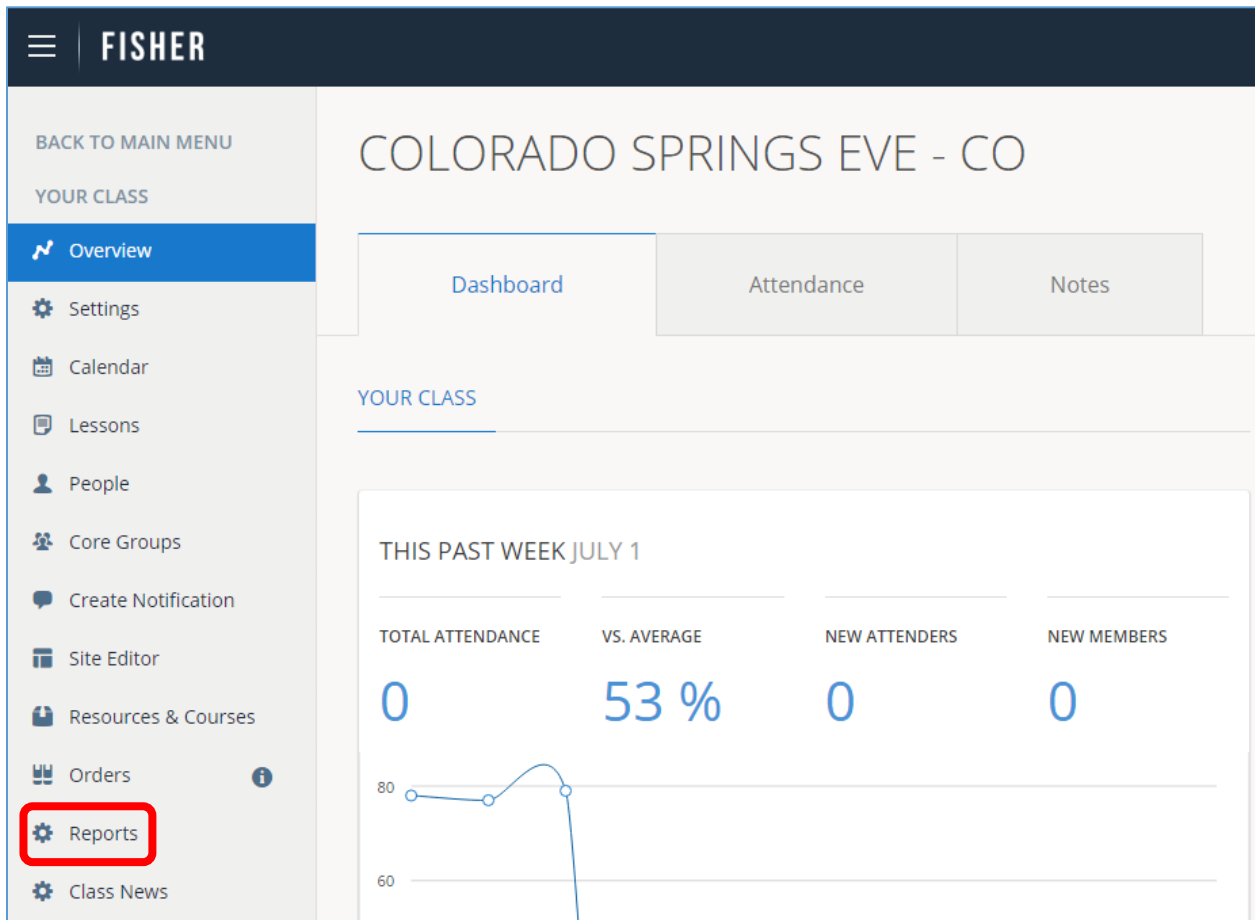 FISHER
BACK TO MAIN MENU
YOUR CLASS
Overview
Settings
Calendar
Lessons
People
Core Groups
Create Notification
Site Editor
Resources & Courses
Orders
Reports
Class News
COLORADO SPRINGS EVE - CO
Dashboard Attendance Notes
YOUR CLASS
THIS PAST WEEK JULY 1
TOTAL ATTENDANCE VS. AVERAGE NEW ATTENDERS NEW MEMBERS
0 53 % 0 0
80
60